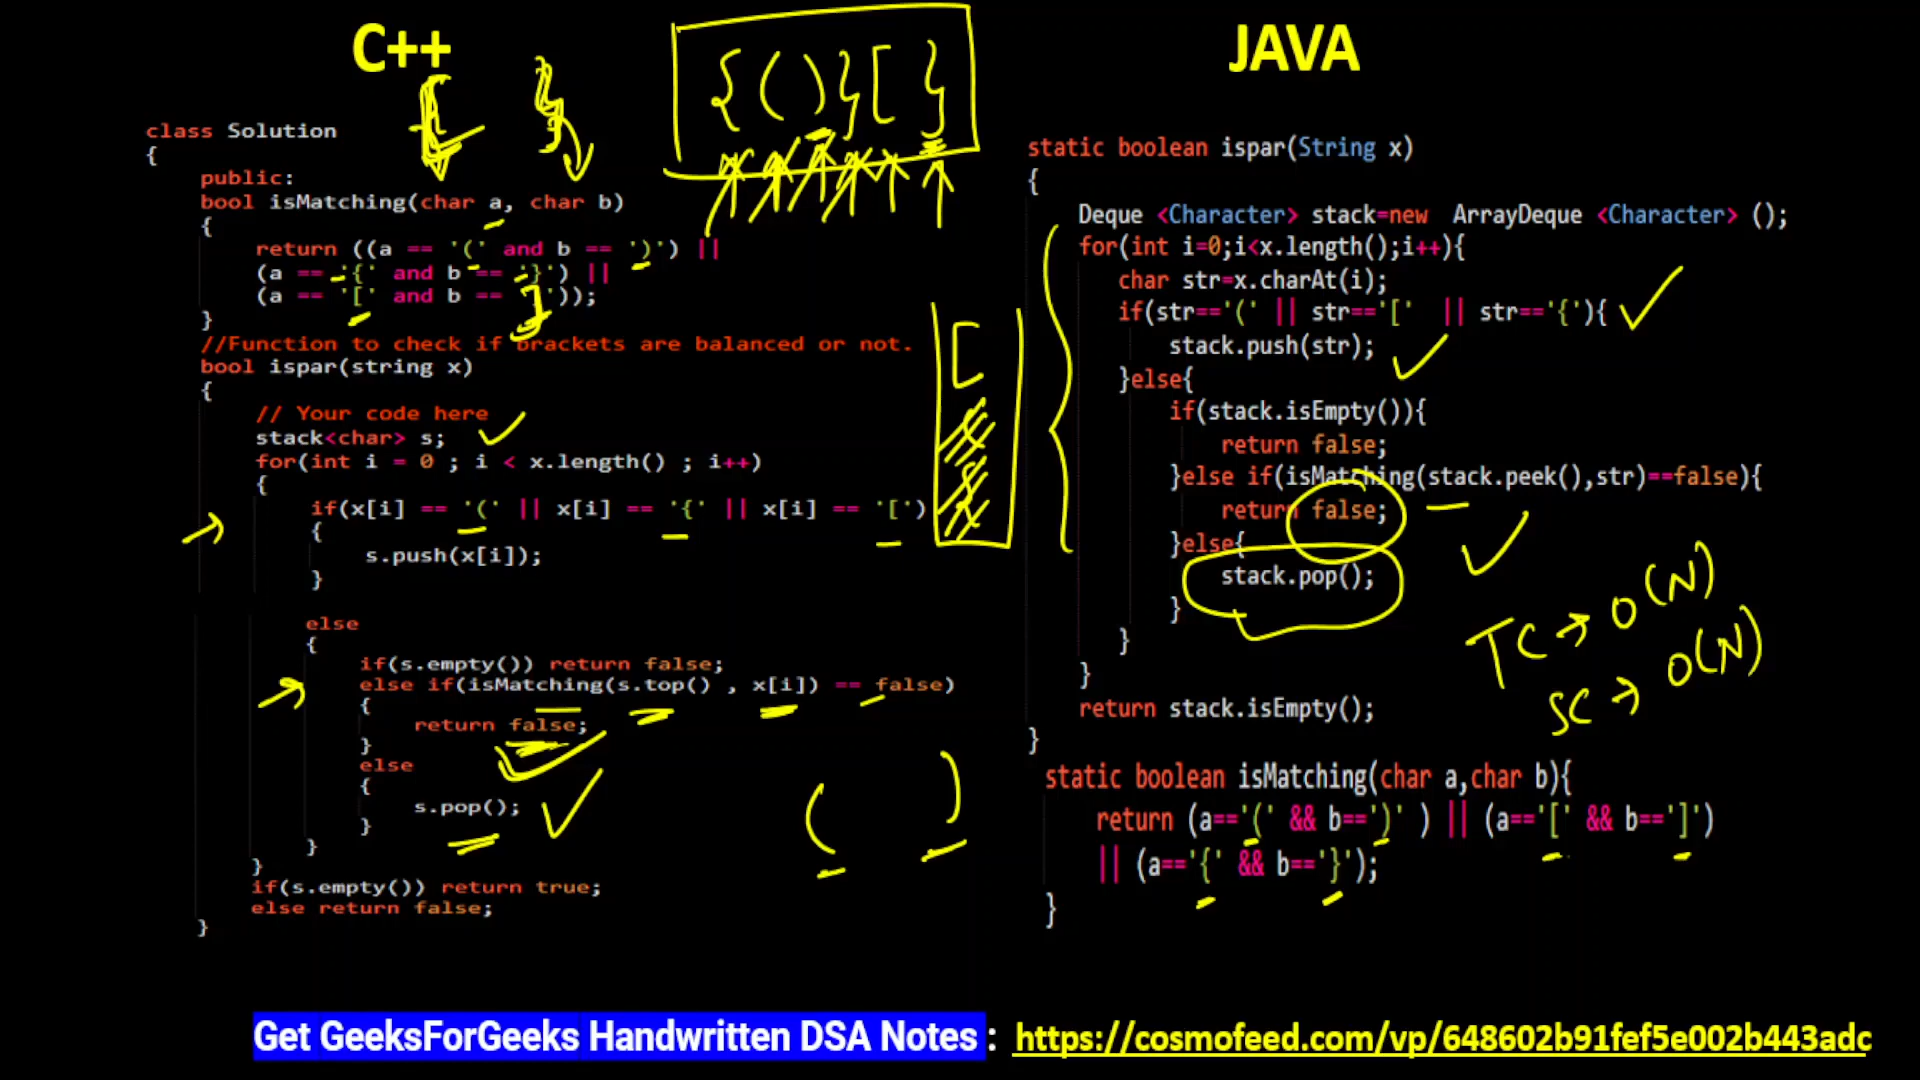 C++
{()}[}
[ }
class Solution
{
public:
bool isMatching(char a, char b)
{
return ((a == '(' and b == ')') ||
(a == '{' and b == '}') ||
(a == '[' and b == ']'));
}
//Function to check if brackets are balanced or not.
bool ispar(string x)
{
// Your code here
stack<char> s;
for(int i = 0 ; i < x.length() ; i++)
{
if(x[i] == '(' || x[i] == '{' || x[i] == '[')
{
s.push(x[i]);
}
else
{
if(s.empty()) return false;
else if(isMatching(s.top() , x[i]) == false)
{
return false;
}
else
{
s.pop();
}
}
}
if(s.empty()) return true;
else return false;
}
[
( )
JAVA
static boolean ispar(String x)
{
Deque <Character> stack=new ArrayDeque <Character> ();
for(int i=0;i<x.length();i++){
char str=x.charAt(i);
if(str=='(' || str=='[' || str=='{'){
stack.push(str);
}else{
if(stack.isEmpty()){
return false;
}else if(isMatching(stack.peek(),str)==false){
return false;
}else{
stack.pop();
}
}
}
return stack.isEmpty();
}
TC → O(N)
SC → O(N)
static boolean isMatching(char a,char b){
return (a=='(' && b==')' ) || (a=='[' && b==']')
|| (a=='{' && b=='}');
}
Get GeeksForGeeks Handwritten DSA Notes : https://cosmofeed.com/vp/648602b91fef5e002b443adc